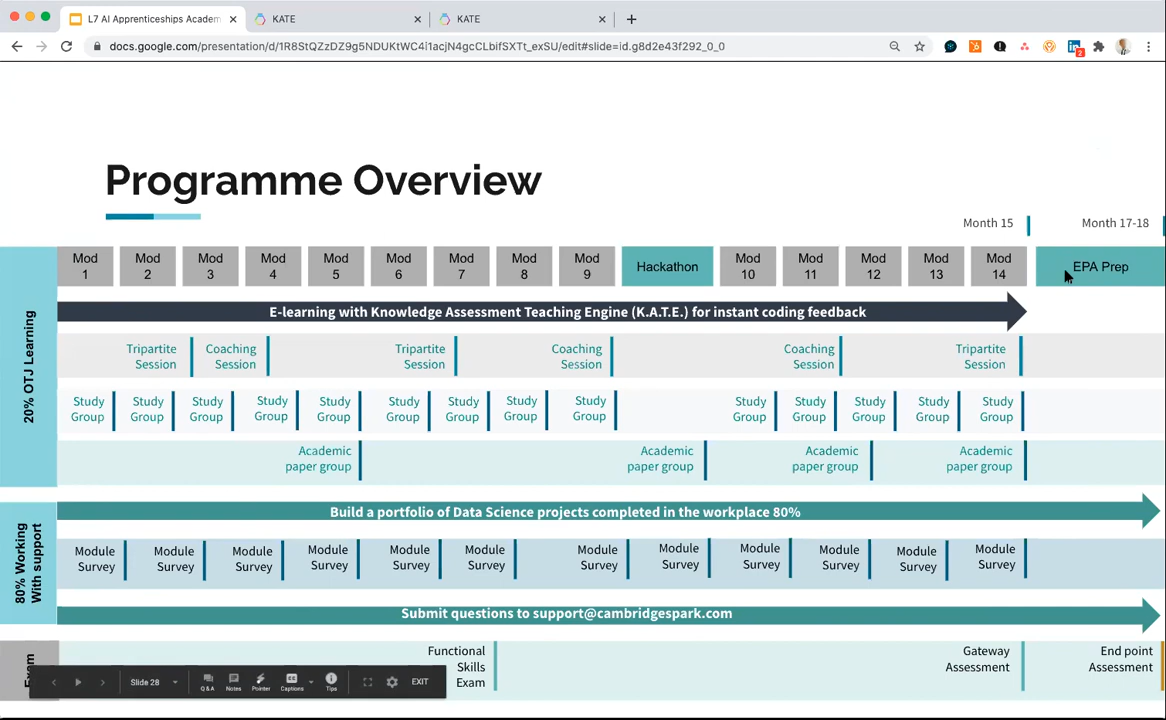 L7 AI Apprenticeships Academ
KATE
KATE
docs.google.com/presentation/d/1R8StQZzDZ9g5NDUKtWC4i1acjN4gcCLbifSXTt_exSU/edit#slide=id.g8d2e43f292_0_0
2
Programme Overview
Month 15
Month 17-18
Mod 1
Mod 2
Mod 3
Mod 4
Mod 5
Mod 6
Mod 7
Mod 8
Mod 9
Hackathon
Mod 10
Mod 11
Mod 12
Mod 13
Mod 14
EPA Prep
20% OTJ Learning
E-learning with Knowledge Assessment Teaching Engine (K.A.T.E.) for instant coding feedback
Tripartite Session
Coaching Session
Tripartite Session
Coaching Session
Coaching Session
Tripartite Session
Study Group
Study Group
Study Group
Study Group
Study Group
Study Group
Study Group
Study Group
Study Group
Study Group
Study Group
Study Group
Study Group
Study Group
Academic paper group
Academic paper group
Academic paper group
Academic paper group
80% Working With support
Build a portfolio of Data Science projects completed in the workplace 80%
Module Survey
Module Survey
Module Survey
Module Survey
Module Survey
Module Survey
Module Survey
Module Survey
Module Survey
Module Survey
Module Survey
Module Survey
Submit questions to support@cambridgespark.com
Exam
Functional Skills Exam
Gateway Assessment
End point Assessment
Slide 28
Q&A
Notes
Pointer
Captions
Tips
EXIT